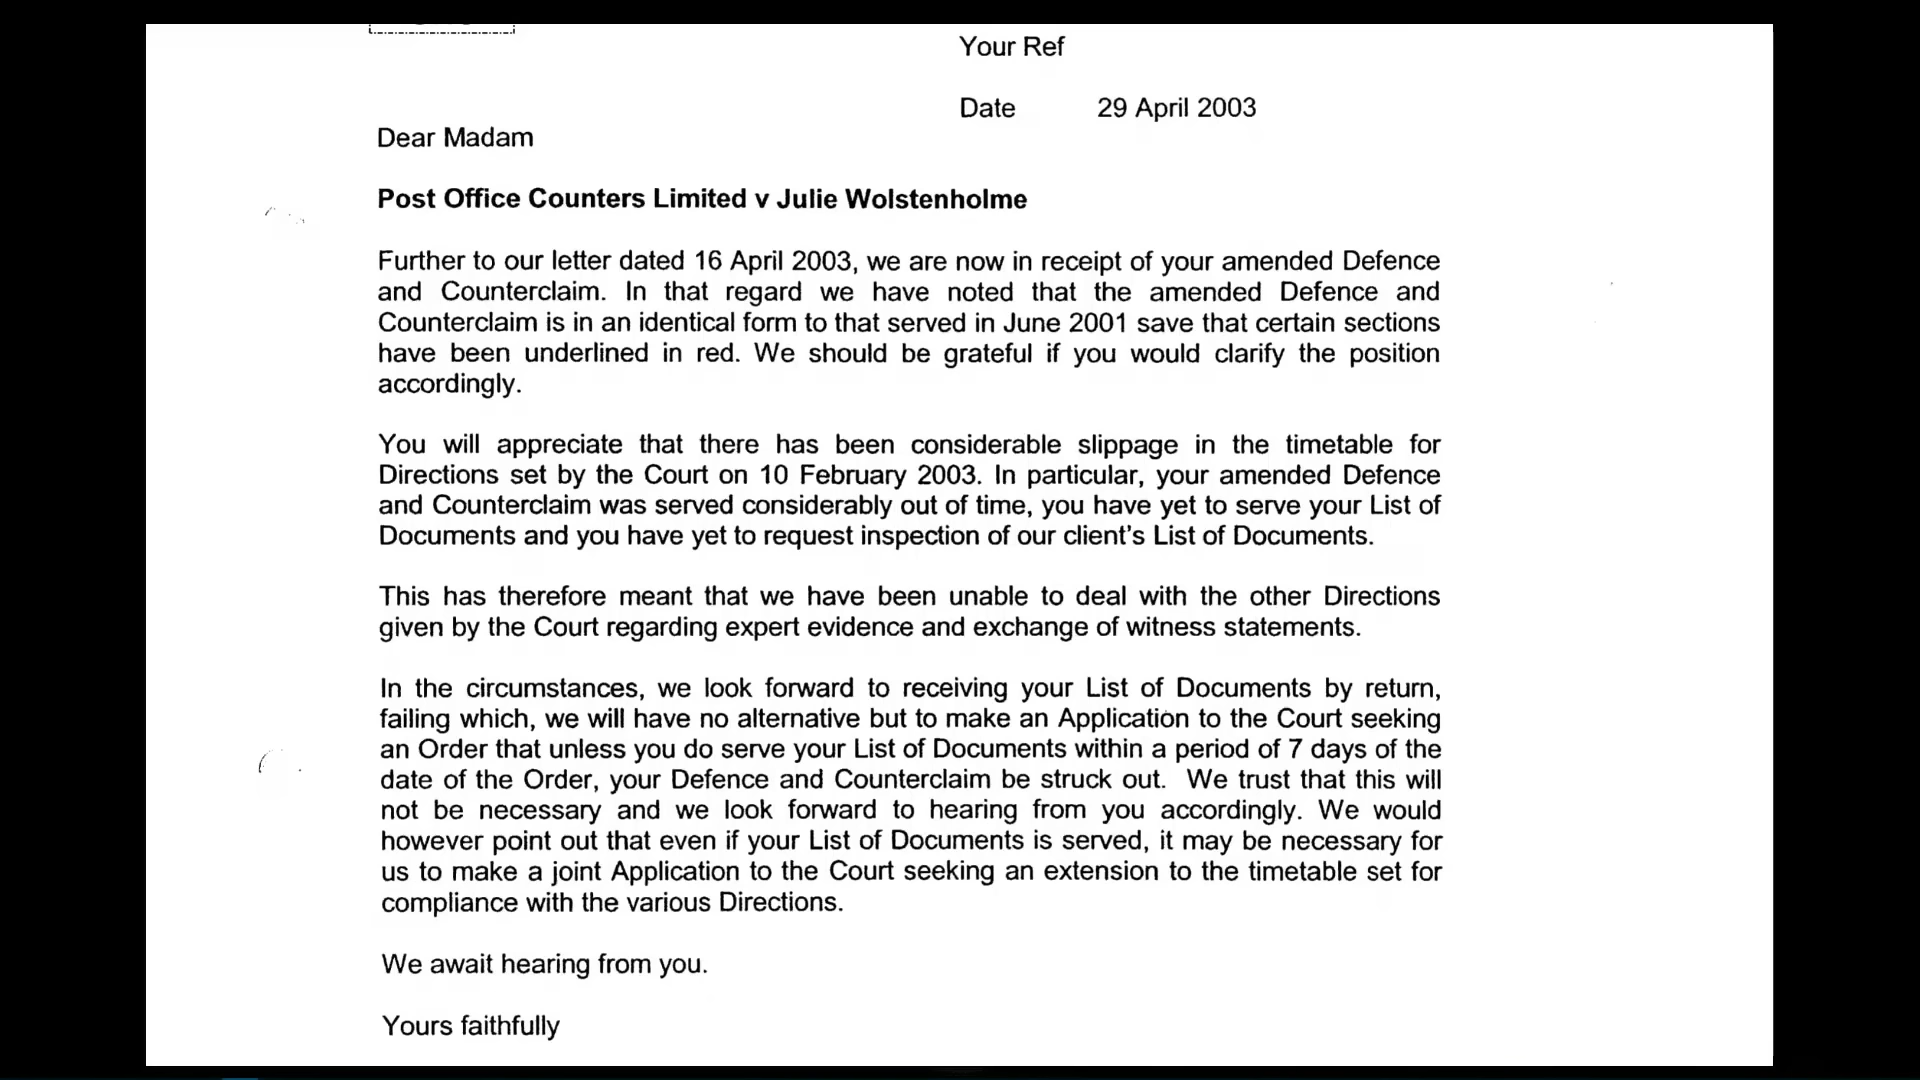 Your Ref
Date 29 April 2003
Dear Madam
Post Office Counters Limited v Julie Wolstenholme
Further to our letter dated 16 April 2003, we are now in receipt of your amended Defence
and Counterclaim. In that regard we have noted that the amended Defence and
Counterclaim is in an identical form to that served in June 2001 save that certain sections
have been underlined in red. We should be grateful if you would clarify the position
accordingly.
You will appreciate that there has been considerable slippage in the timetable for
Directions set by the Court on 10 February 2003. In particular, your amended Defence
and Counterclaim was served considerably out of time, you have yet to serve your List of
Documents and you have yet to request inspection of our client's List of Documents.
This has therefore meant that we have been unable to deal with the other Directions
given by the Court regarding expert evidence and exchange of witness statements.
In the circumstances, we look forward to receiving your List of Documents by return,
failing which, we will have no alternative but to make an Application to the Court seeking
an Order that unless you do serve your List of Documents within a period of 7 days of the
date of the Order, your Defence and Counterclaim be struck out. We trust that this will
not be necessary and we look forward to hearing from you accordingly. We would
however point out that even if your List of Documents is served, it may be necessary for
us to make a joint Application to the Court seeking an extension to the timetable set for
compliance with the various Directions.
We await hearing from you.
Yours faithfully